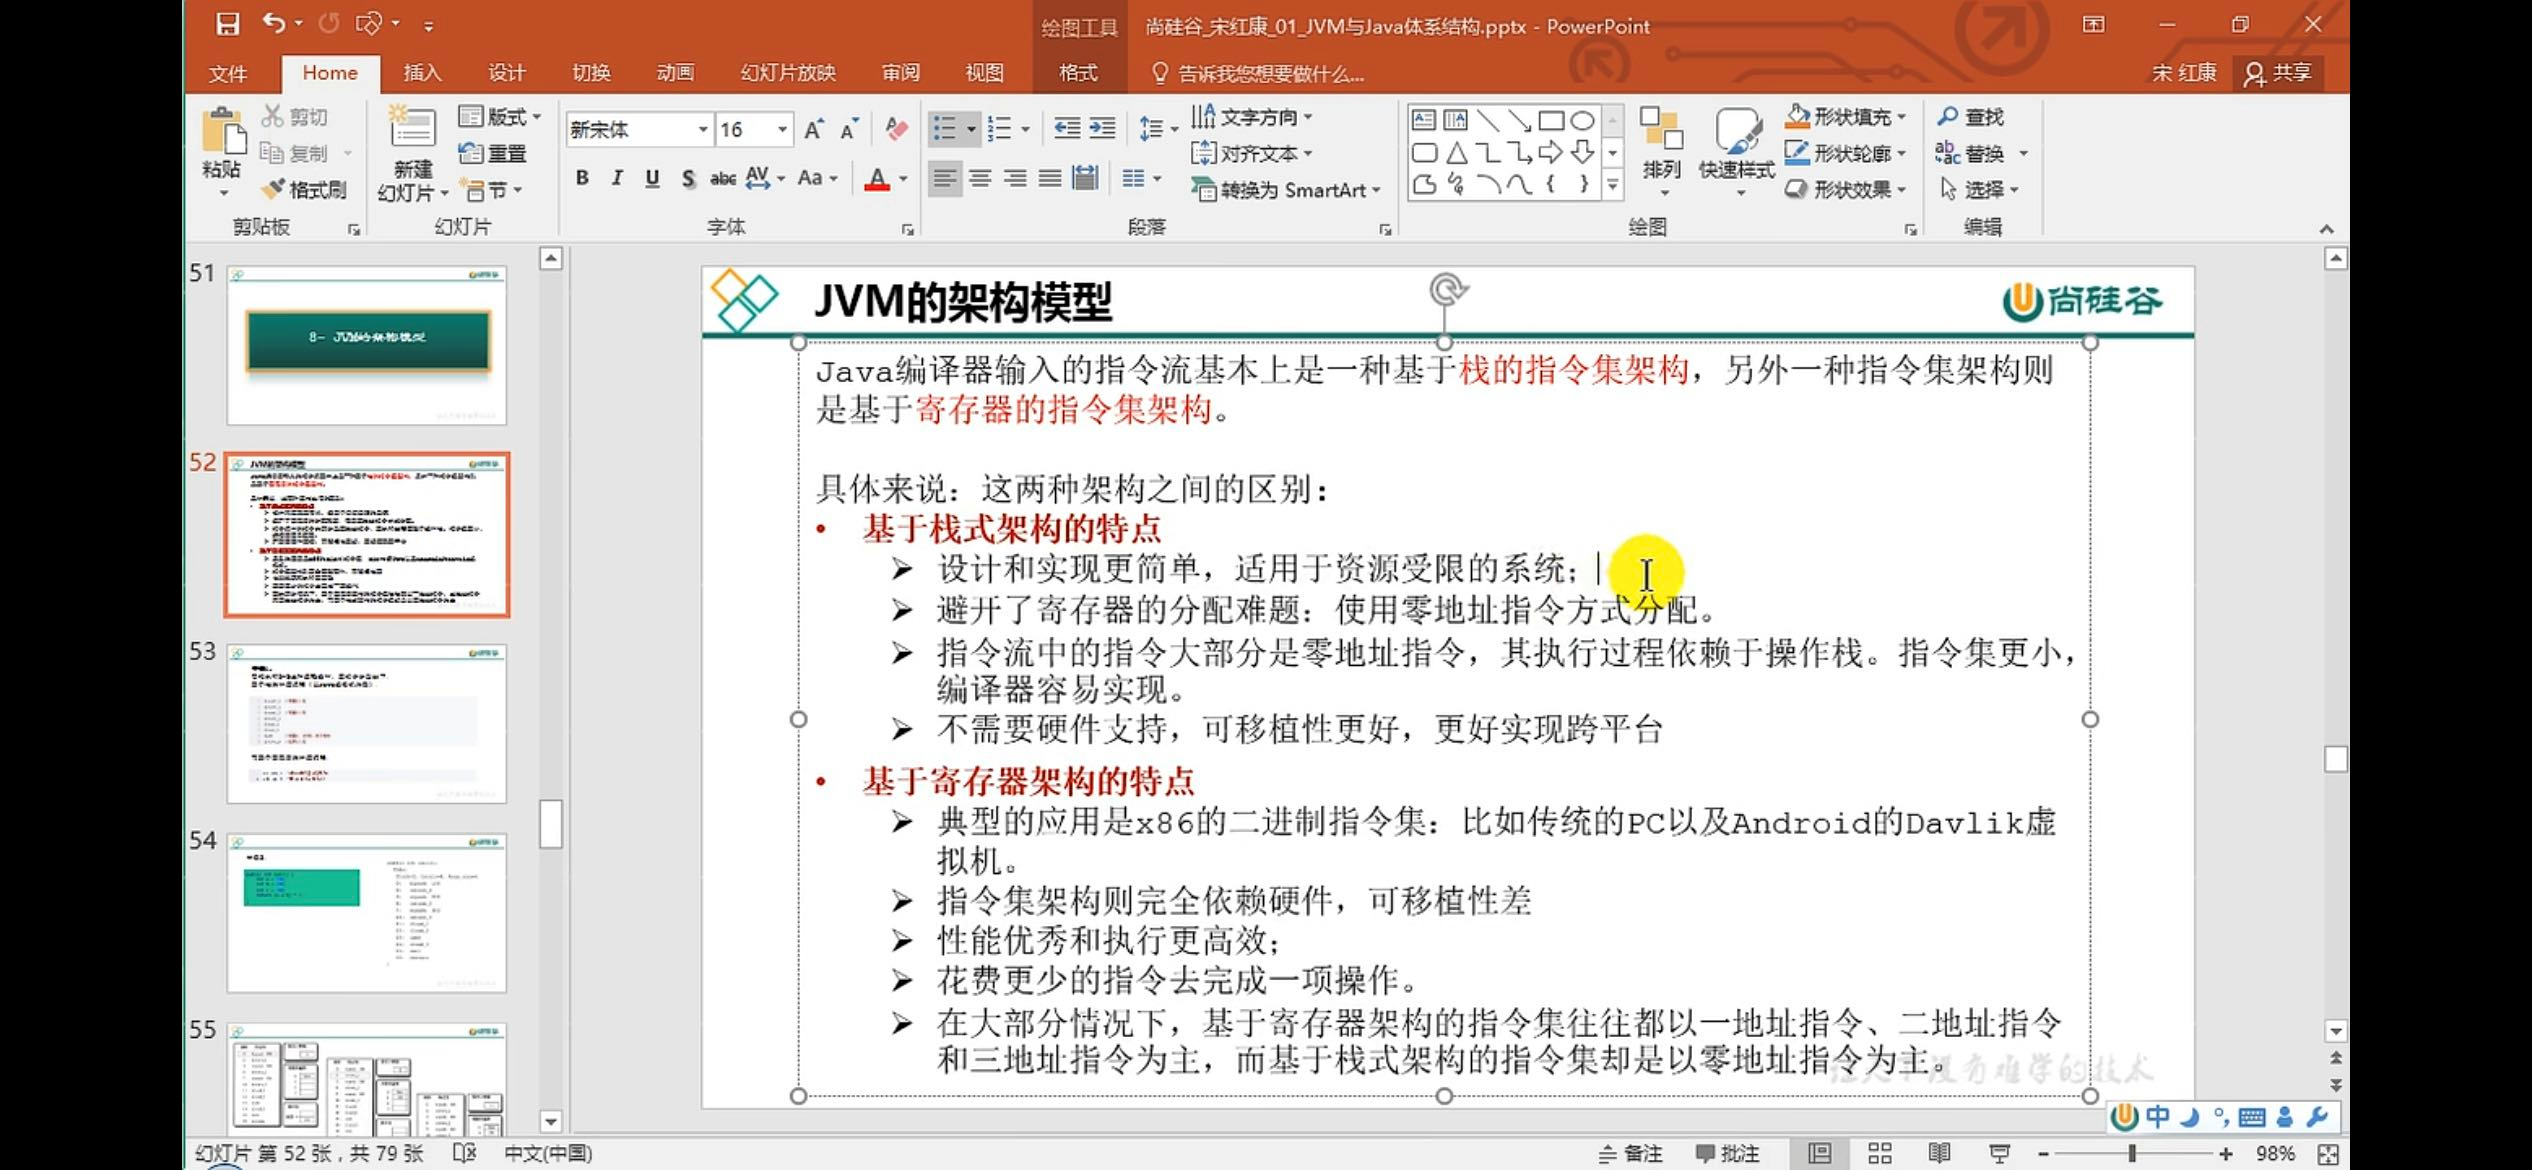 绘图工具
尚硅谷_宋红康_01_JVM与Java体系结构.pptx - PowerPoint
文件 Home 插入 设计 切换 动画 幻灯片放映 审阅 视图 格式 告诉我您想要做什么... 宋 红康 共享
粘贴
剪切
复制
格式刷
剪贴板
新建
幻灯片
版式
重置
节
幻灯片
新宋体 16
B I U S abc AV Aa A
字体
文字方向
对齐文本
转换为 SmartArt
段落
排列
快速样式
形状填充
形状轮廓
形状效果
绘图
查找
替换
选择
编辑
51
8- JVM的架构模型
52
JVM的架构模型
53
54
55
JVM的架构模型
尚硅谷
Java编译器输入的指令流基本上是一种基于栈的指令集架构，另外一种指令集架构则
是基于寄存器的指令集架构。
具体来说：这两种架构之间的区别：
• 基于栈式架构的特点
➢ 设计和实现更简单，适用于资源受限的系统；
➢ 避开了寄存器的分配难题：使用零地址指令方式分配。
➢ 指令流中的指令大部分是零地址指令，其执行过程依赖于操作栈。指令集更小，
编译器容易实现。
➢ 不需要硬件支持，可移植性更好，更好实现跨平台
• 基于寄存器架构的特点
➢ 典型的应用是x86的二进制指令集：比如传统的PC以及Android的Davlik虚
拟机。
➢ 指令集架构则完全依赖硬件，可移植性差
➢ 性能优秀和执行更高效；
➢ 花费更少的指令去完成一项操作。
➢ 在大部分情况下，基于寄存器架构的指令集往往都以一地址指令、二地址指令
和三地址指令为主，而基于栈式架构的指令集却是以零地址指令为主。
没有难学的技术
中
幻灯片 第 52 张，共 79 张 中文(中国) 备注 批注 98%